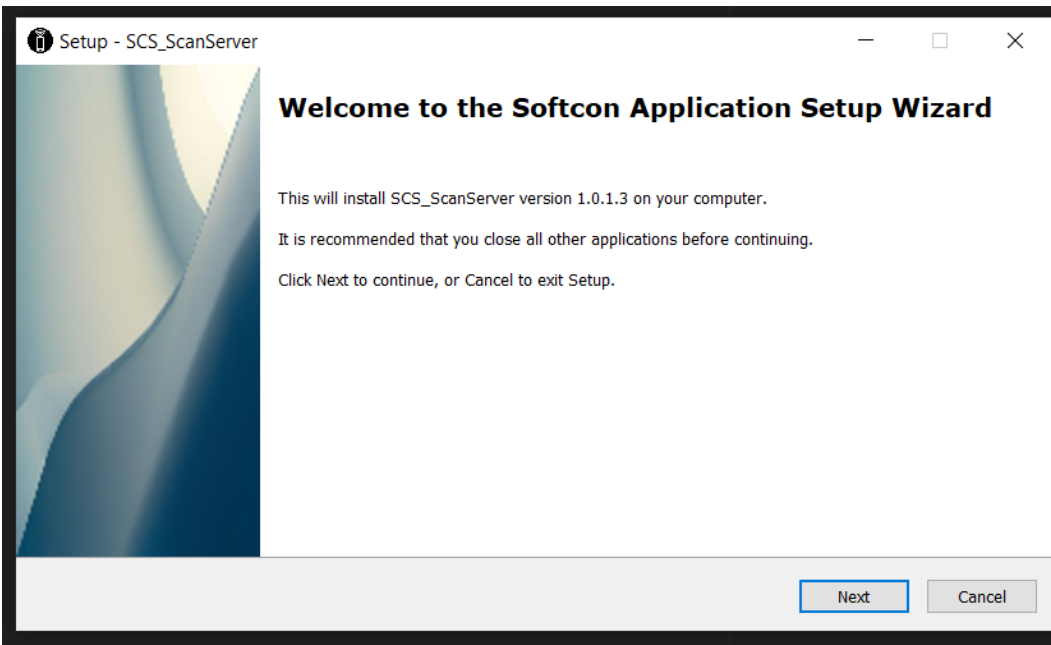 Setup - SCS_ScanServer
Welcome to the Softcon Application Setup Wizard
This will install SCS_ScanServer version 1.0.1.3 on your computer.
It is recommended that you close all other applications before continuing.
Click Next to continue, or Cancel to exit Setup.
Next
Cancel